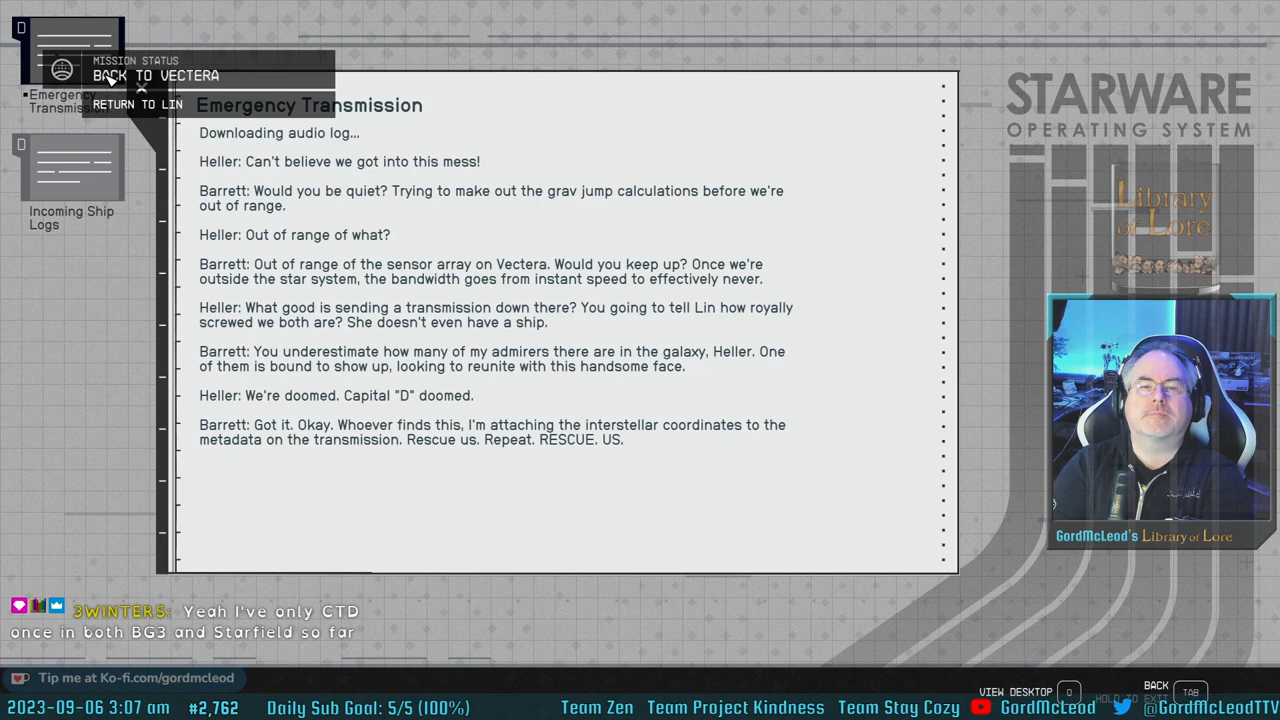 D
MISSION STATUS
BACK TO VECTERA
RETURN TO LIN
Emergency
Transmission
D
Incoming Ship
Logs
Emergency Transmission
Downloading audio log...
Heller: Can't believe we got into this mess!
Barrett: Would you be quiet? Trying to make out the grav jump calculations before we're
out of range.
Heller: Out of range of what?
Barrett: Out of range of the sensor array on Vectera. Would you keep up? Once we're
outside the star system, the bandwidth goes from instant speed to effectively never.
Heller: What good is sending a transmission down there? You going to tell Lin how royally
screwed we both are? She doesn't even have a ship.
Barrett: You underestimate how many of my admirers there are in the galaxy, Heller. One
of them is bound to show up, looking to reunite with this handsome face.
Heller: We're doomed. Capital "D" doomed.
Barrett: Got it. Okay. Whoever finds this, I'm attaching the interstellar coordinates to the
metadata on the transmission. Rescue us. Repeat. RESCUE. US.
STARWARE
OPERATING SYSTEM
Library
of Lore
GordMcLeod's Library of Lore
3WINTERS: Yeah I've only CTD
once in both BG3 and Starfield so far
Tip me at Ko-fi.com/gordmcleod
VIEW DESKTOP Q
BACK TAB
HOLD TO EXIT
2023-09-06 3:07 am #2,762 Daily Sub Goal: 5/5 (100%) Team Zen Team Project Kindness Team Stay Cozy GordMcLeod @GordMcLeodTTV